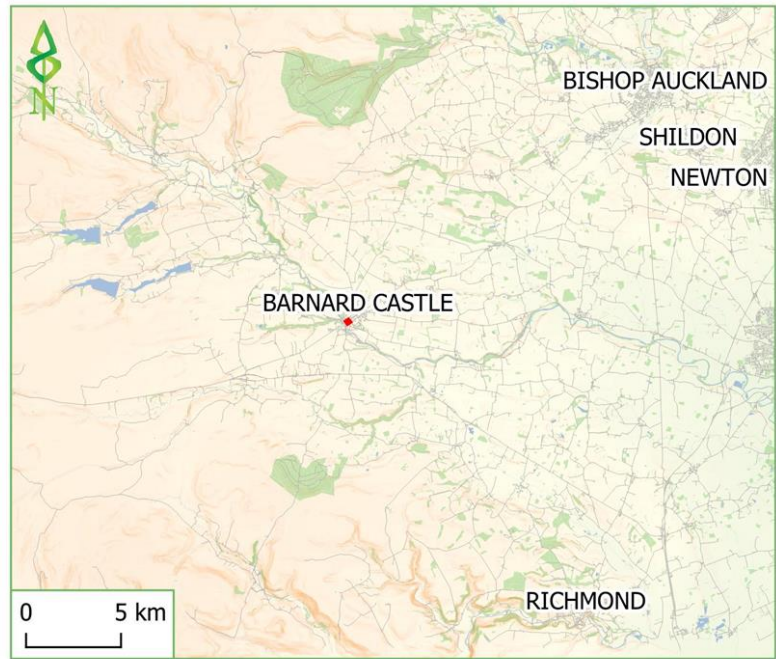 N
BISHOP AUCKLAND
SHILDON
NEWTON
BARNARD CASTLE
RICHMOND
0 5 km